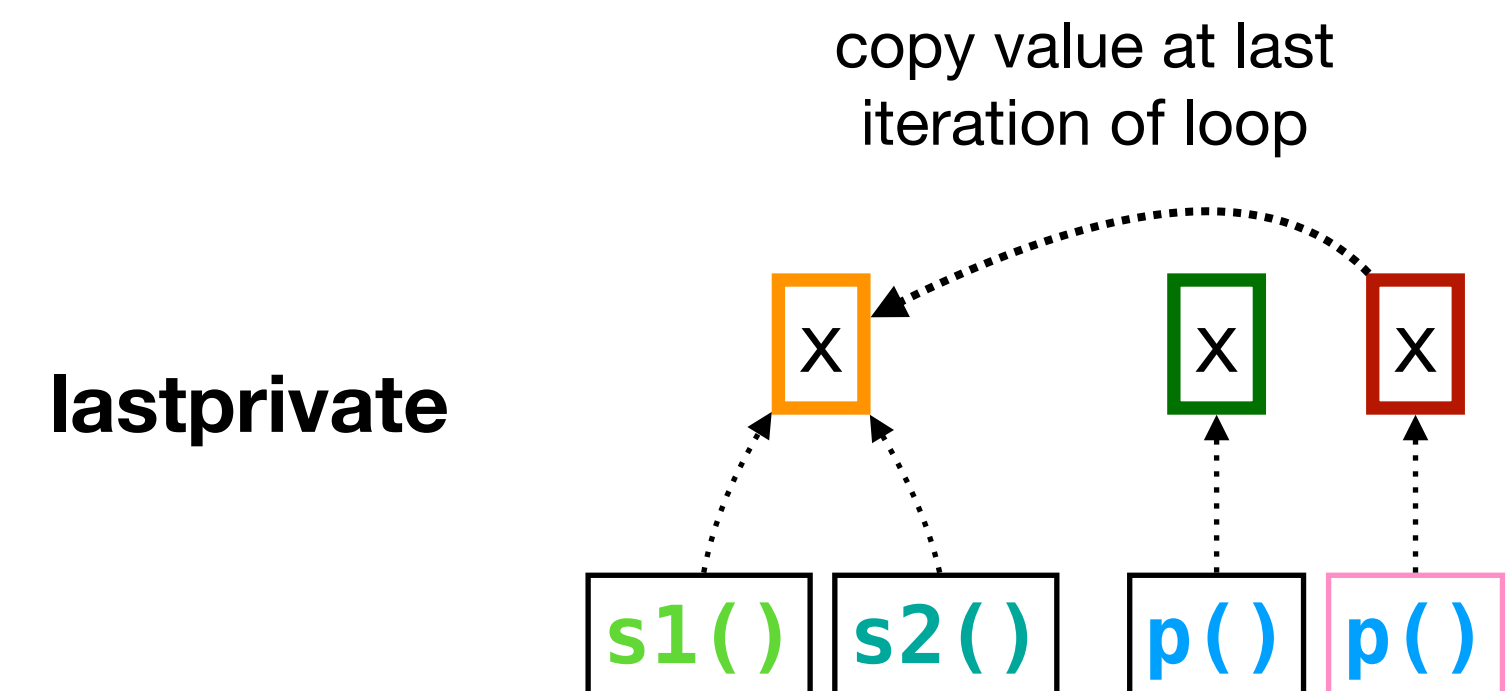 copy value at last
iteration of loop
x x x
lastprivate
s1() s2() p() p()